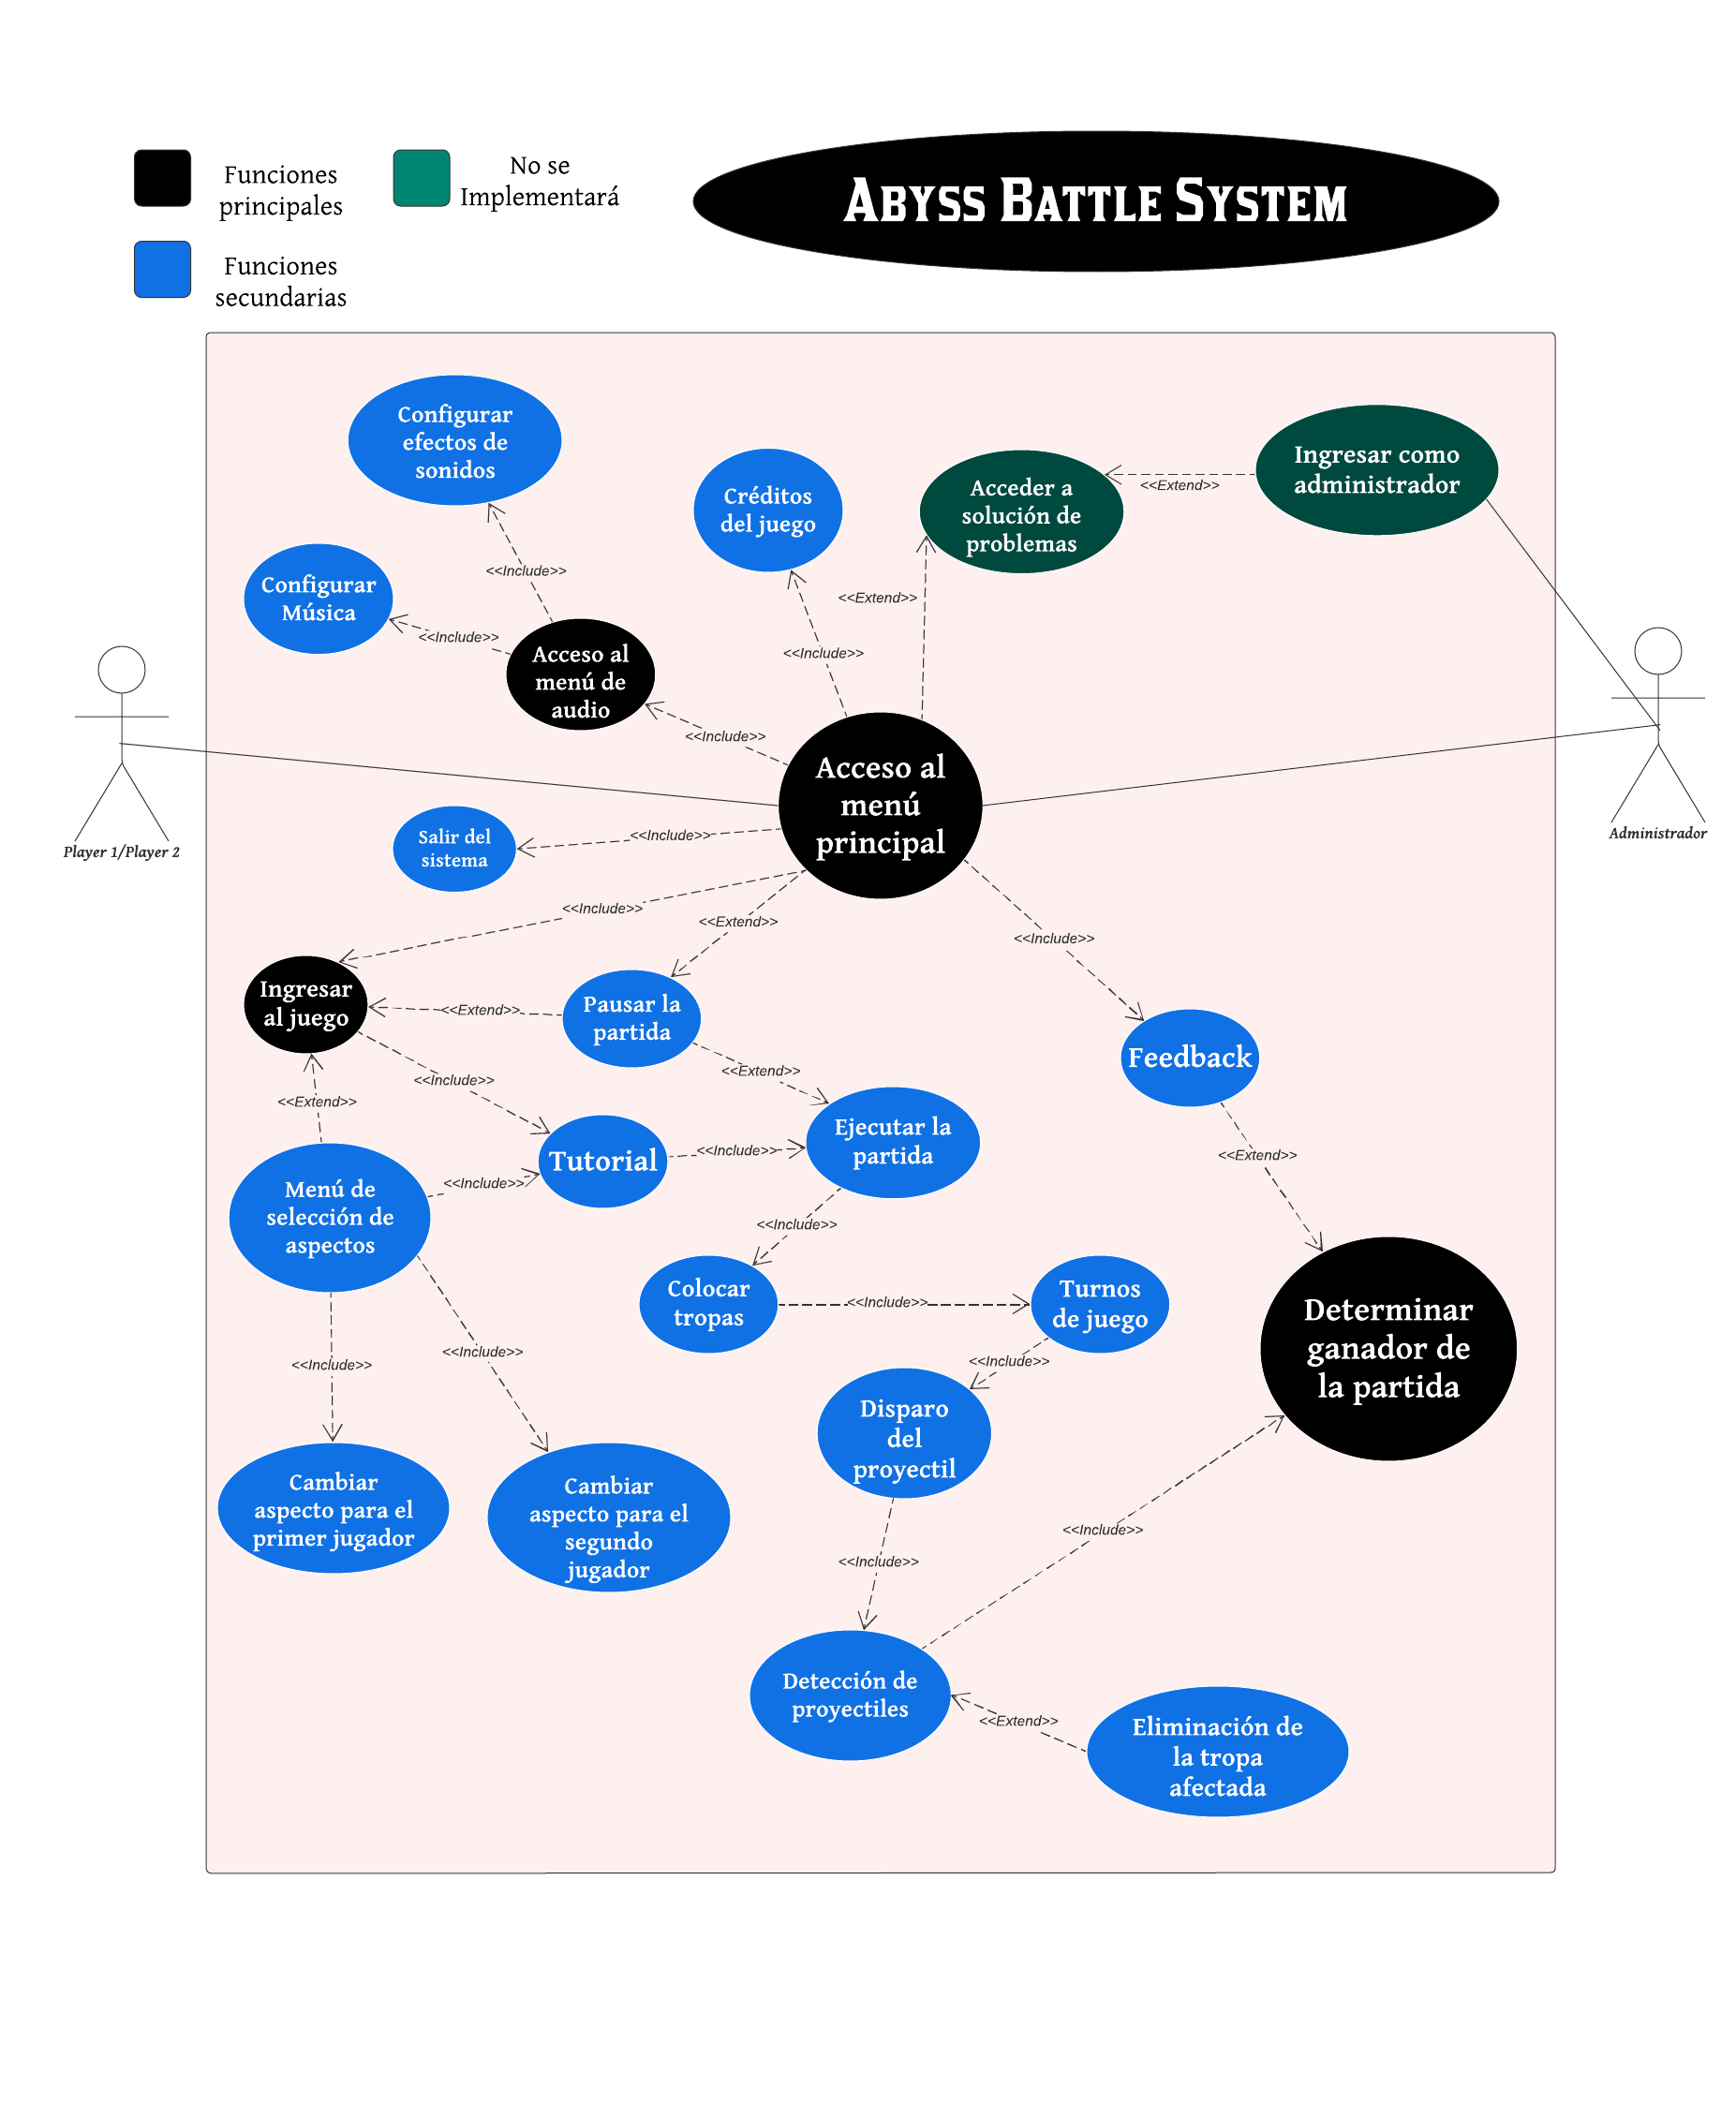 Funciones
principales
No se
Implementará
ABYSS BATTLE SYSTEM
Funciones
secundarias
Configurar
efectos de
sonidos
Créditos
del juego
Acceder a
solución de
problemas
<<Extend>>
Ingresar como
administrador
<<Include>>
Configurar
Música
<<Include>>
<<Extend>>
<<Include>>
Acceso al
menú de
audio
<<Include>>
Acceso al
menú
principal
Player 1/Player 2
Administrador
Salir del
sistema
<<Include>>
<<Include>>
<<Extend>>
<<Include>>
Ingresar
al juego
<<Extend>>
Pausar la
partida
Feedback
<<Include>>
<<Extend>>
<<Extend>>
Tutorial
<<Include>>
Ejecutar la
partida
<<Extend>>
Menú de
selección de
aspectos
<<Include>>
<<Include>>
Colocar
tropas
<<Include>>
Turnos
de juego
Determinar
ganador de
la partida
<<Include>>
<<Include>>
<<Include>>
Disparo
del
proyectil
Cambiar
aspecto para el
primer jugador
Cambiar
aspecto para el
segundo
jugador
<<Include>>
<<Include>>
Detección de
proyectiles
<<Extend>>
Eliminación de
la tropa
afectada